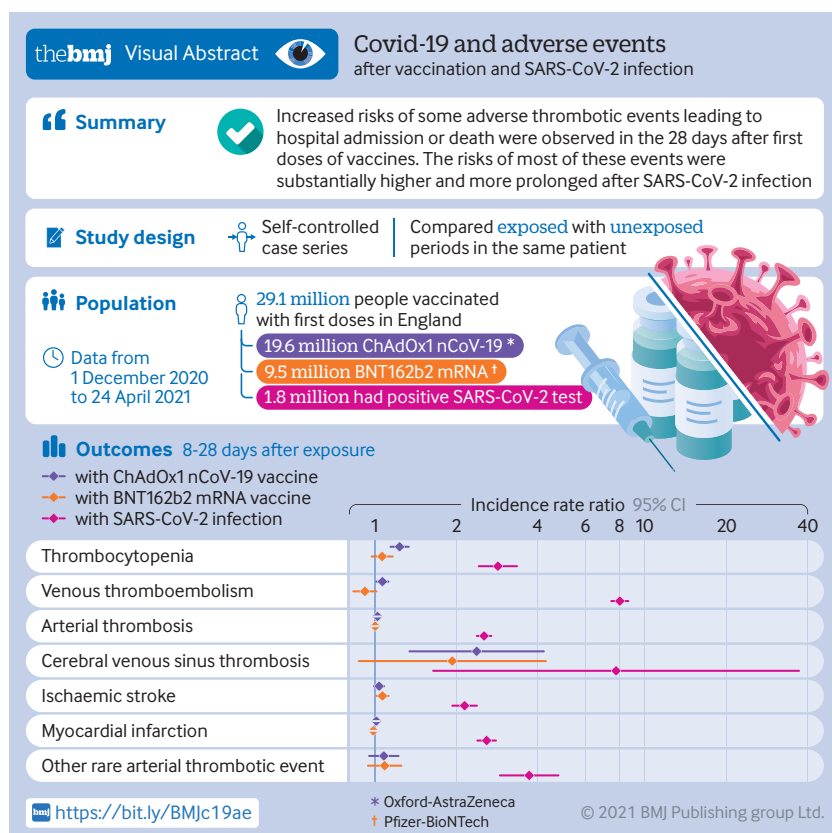 thebmj Visual Abstract
Covid-19 and adverse events
after vaccination and SARS-CoV-2 infection
Summary
Increased risks of some adverse thrombotic events leading to
hospital admission or death were observed in the 28 days after first
doses of vaccines. The risks of most of these events were
substantially higher and more prolonged after SARS-CoV-2 infection
Study design
Self-controlled
case series
Compared exposed with unexposed
periods in the same patient
Population
Data from
1 December 2020
to 24 April 2021
29.1 million people vaccinated
with first doses in England
19.6 million ChAdOx1 nCoV-19 *
9.5 million BNT162b2 mRNA †
1.8 million had positive SARS-CoV-2 test
Outcomes 8-28 days after exposure
with ChAdOx1 nCoV-19 vaccine
with BNT162b2 mRNA vaccine
with SARS-CoV-2 infection
Incidence rate ratio 95% CI
1 2 4 6 8 10 20 40
Thrombocytopenia
Venous thromboembolism
Arterial thrombosis
Cerebral venous sinus thrombosis
Ischaemic stroke
Myocardial infarction
Other rare arterial thrombotic event
bmj https://bit.ly/BMJc19ae
* Oxford-AstraZeneca
† Pfizer-BioNTech
© 2021 BMJ Publishing group Ltd.